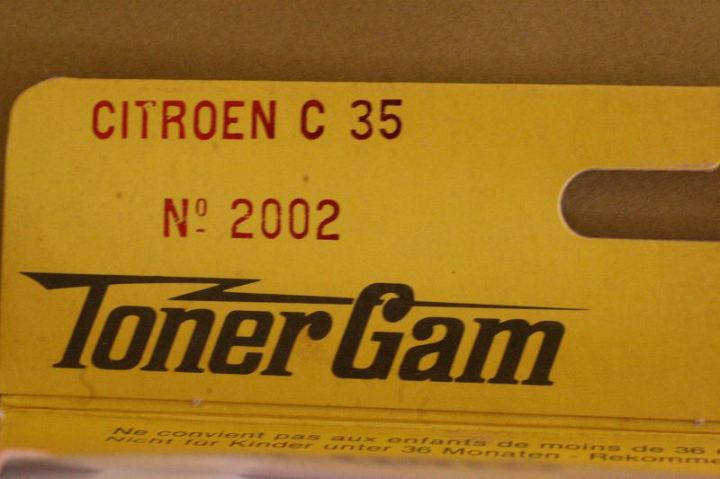 CITROEN C 35
Nº 2002
TonerGam
Ne convient pas aux enfants de moins de 36
Nicht für Kinder unter 36 Monaten - Rekomme